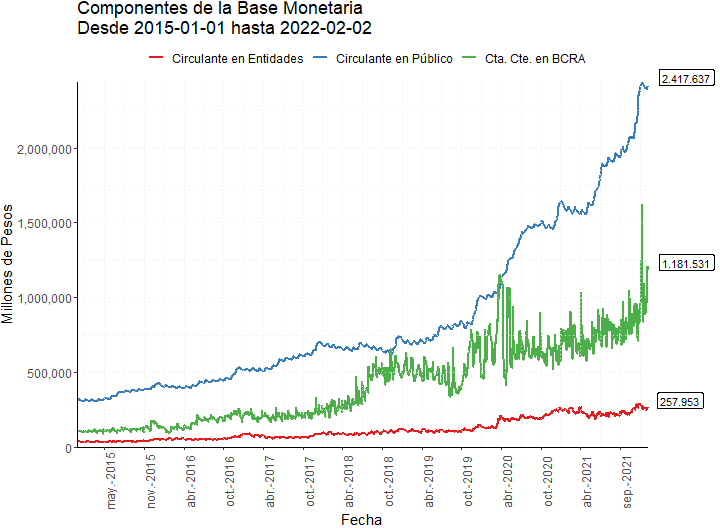 Componentes de la Base Monetaria
Desde 2015-01-01 hasta 2022-02-02
Circulante en Entidades Circulante en Público Cta. Cte. en BCRA
Millones de Pesos
2,000,000
1,500,000
1,000,000
500,000
0
2.417.637
1.181.531
257.953
may.-2015
nov.-2015
abr.-2016
oct.-2016
abr.-2017
oct.-2017
abr.-2018
oct.-2018
abr.-2019
oct.-2019
abr.-2020
oct.-2020
abr.-2021
sep.-2021
Fecha